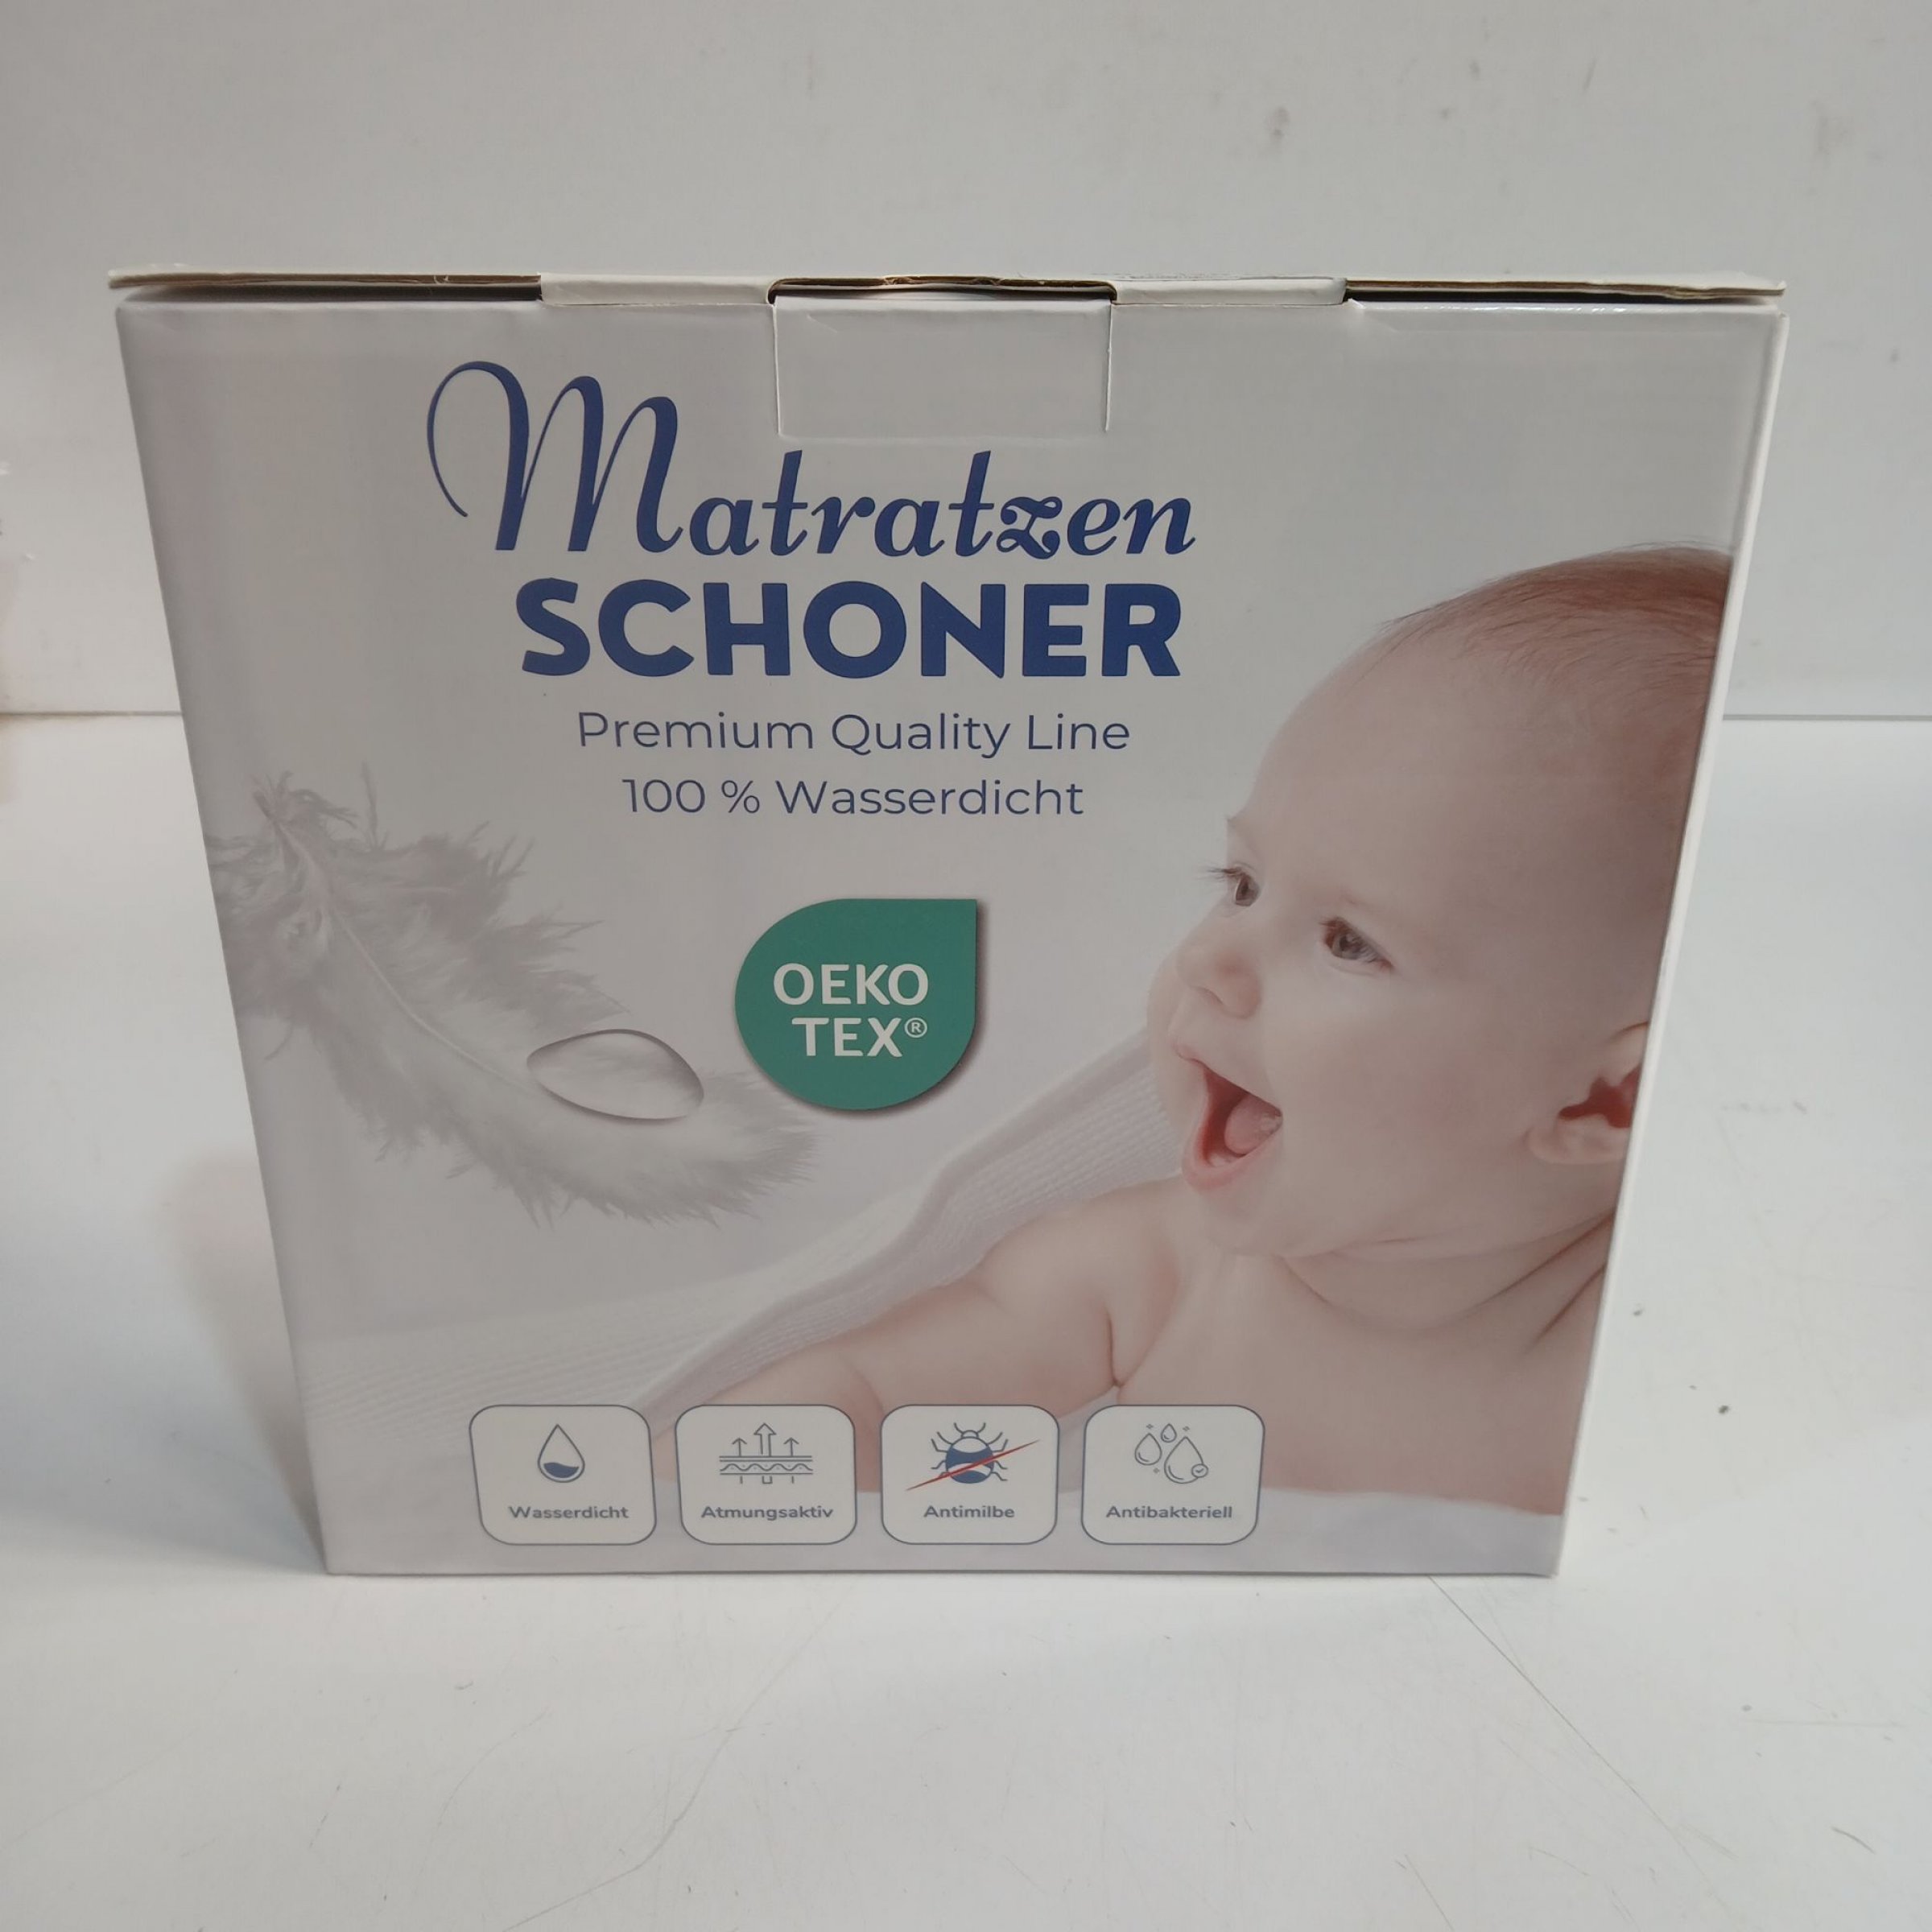 Matratzen
SCHONER
Premium Quality Line
100 % Wasserdicht
OEKO
TEX®
Wasserdicht
Atmungsaktiv
Antimilbe
Antibakteriell